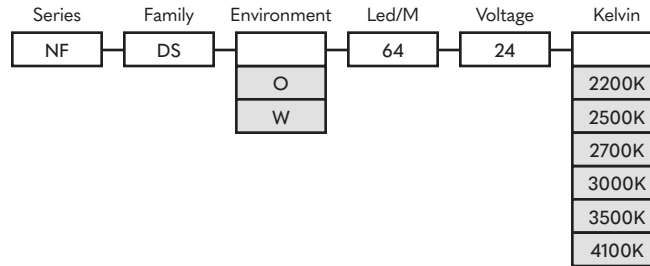 Series Family Environment Led/M Voltage Kelvin
NF DS 64 24
O 2200K
W 2500K
2700K
3000K
3500K
4100K